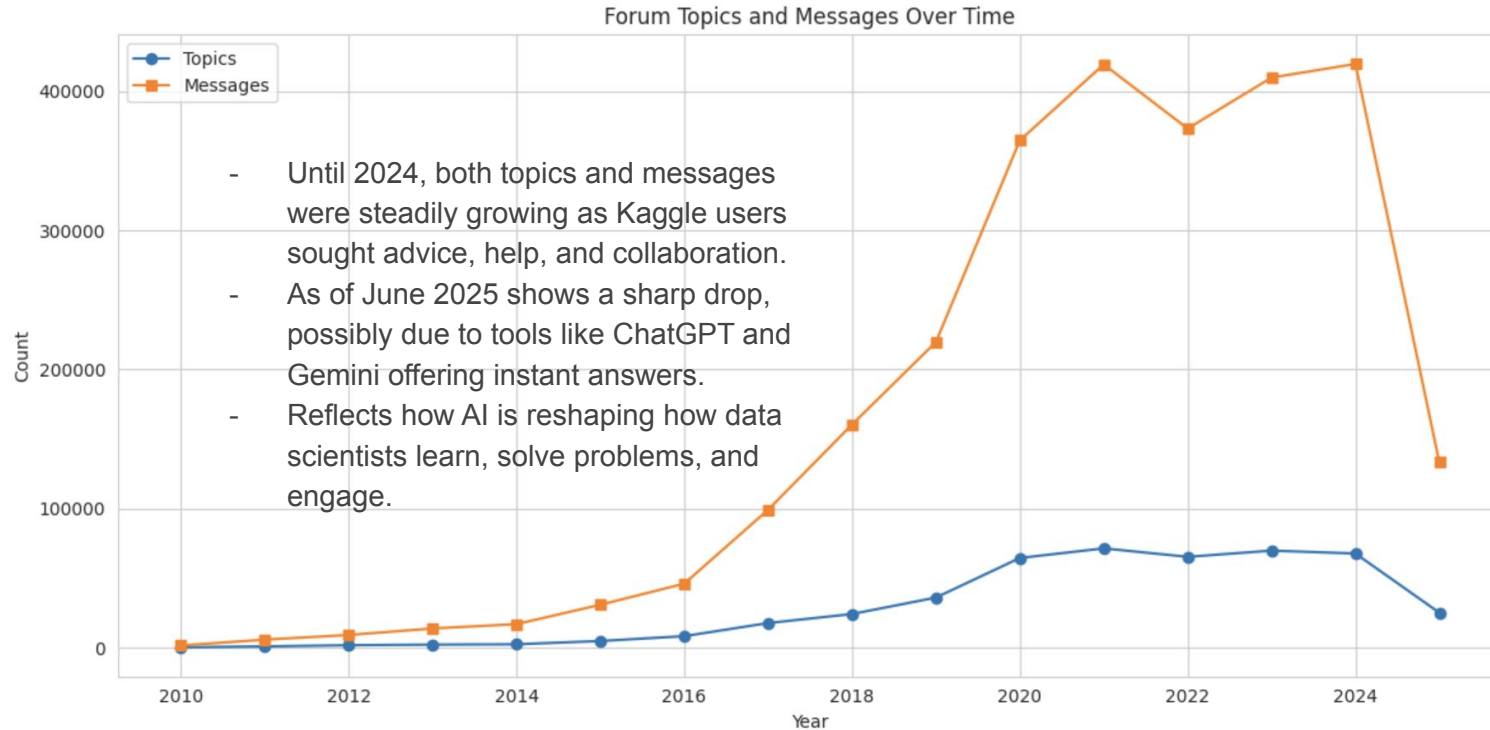 Forum Topics and Messages Over Time
Topics
Messages
400000
300000
200000
100000
0
Count
- Until 2024, both topics and messages
were steadily growing as Kaggle users
sought advice, help, and collaboration.
- As of June 2025 shows a sharp drop,
possibly due to tools like ChatGPT and
Gemini offering instant answers.
- Reflects how AI is reshaping how data
scientists learn, solve problems, and
engage.
2010 2012 2014 2016 2018 2020 2022 2024
Year